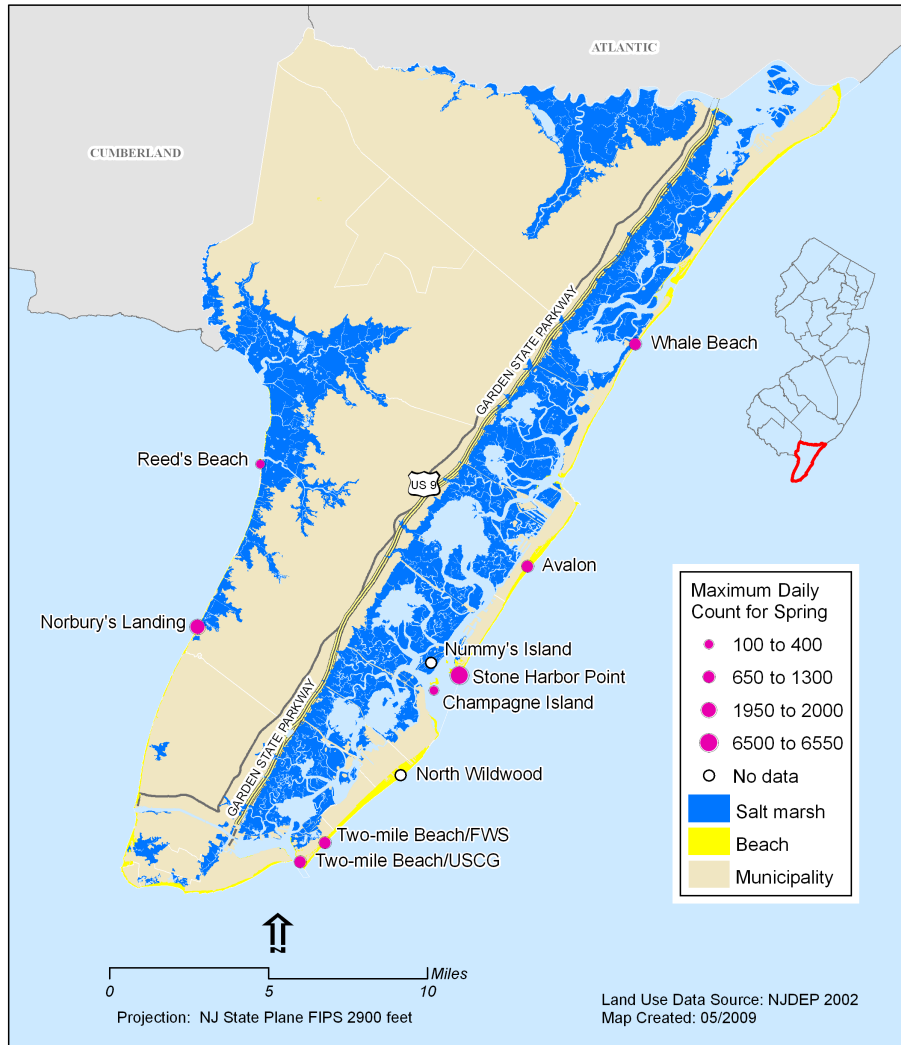 ATLANTIC
CUMBERLAND
GARDEN STATE PARKWAY
Whale Beach
Reed's Beach
US 9
Avalon
Norbury's Landing
Nummy's Island
Stone Harbor Point
Champagne Island
GARDEN STATE PARKWAY
North Wildwood
Two-mile Beach/FWS
Two-mile Beach/USCG
Maximum Daily
Count for Spring
100 to 400
650 to 1300
1950 to 2000
6500 to 6550
No data
Salt marsh
Beach
Municipality
N
Miles
0 5 10
Projection: NJ State Plane FIPS 2900 feet
Land Use Data Source: NJDEP 2002
Map Created: 05/2009